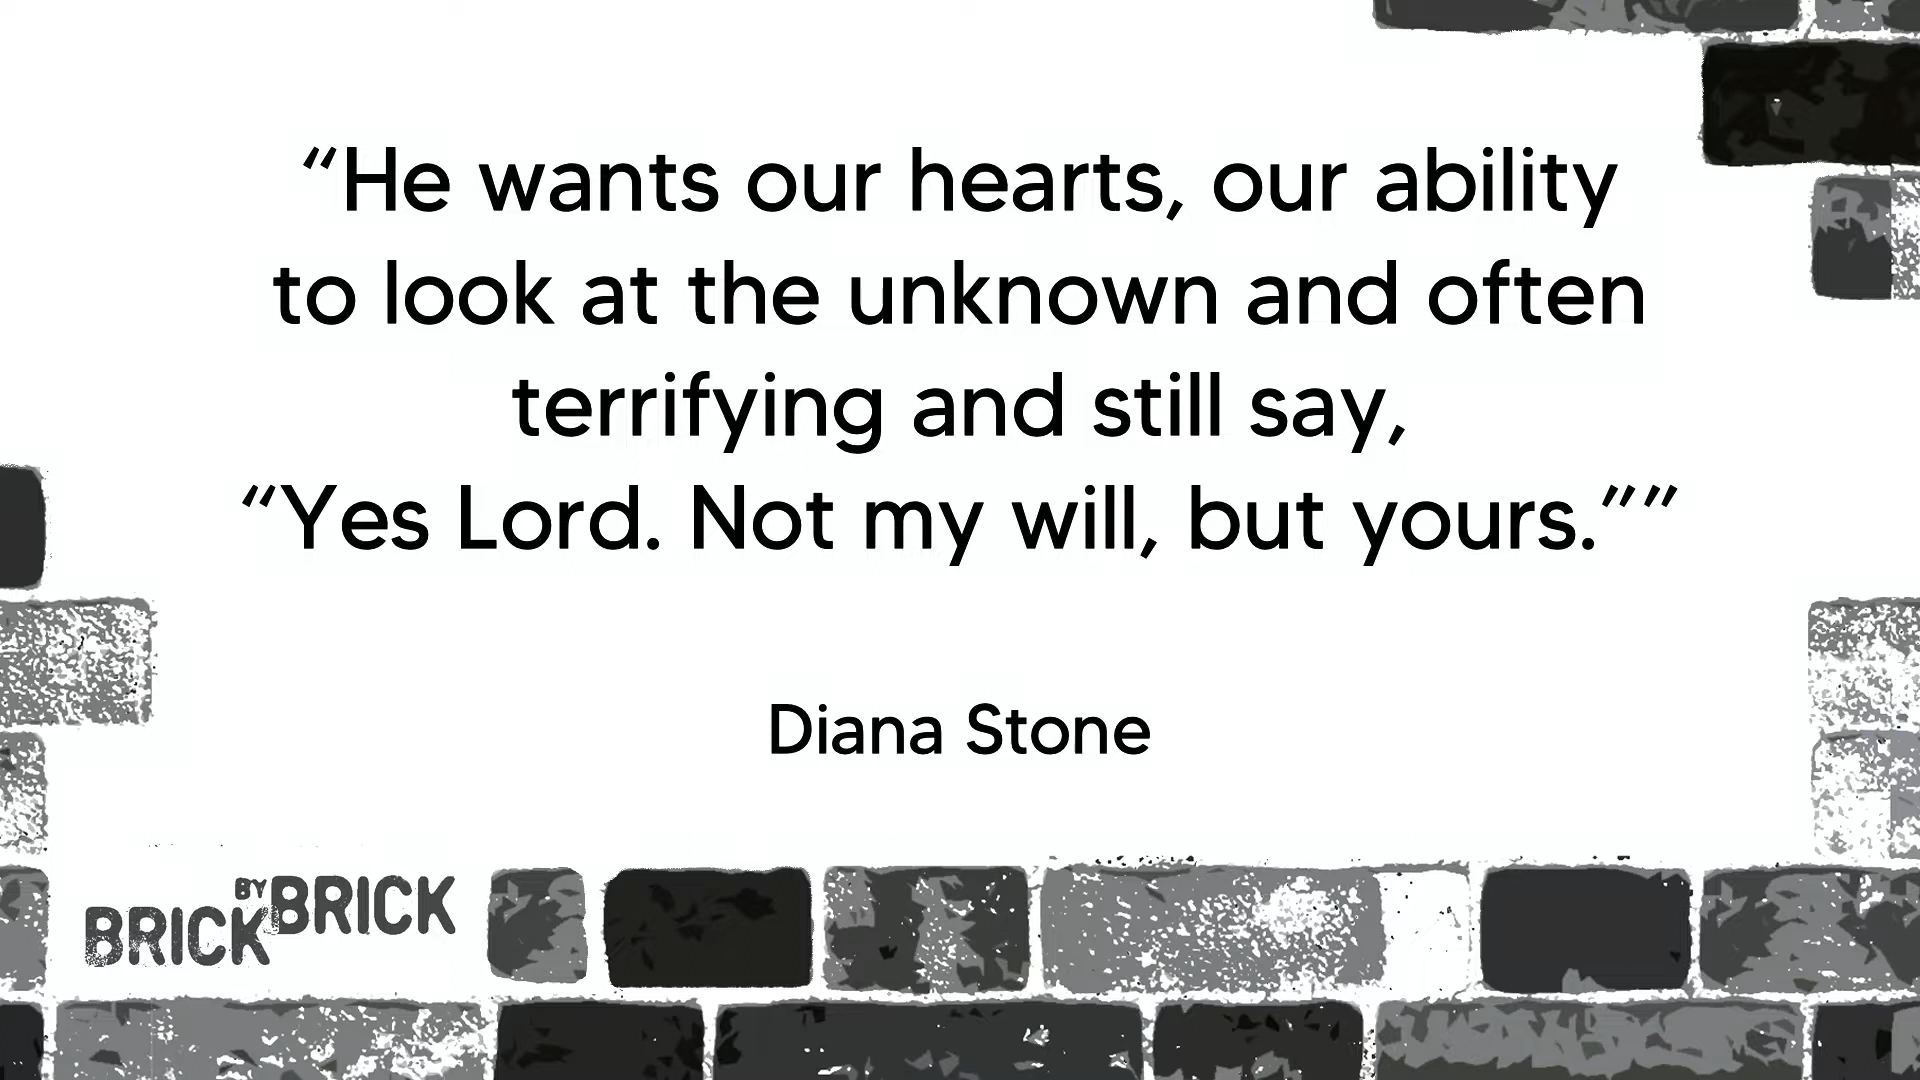 “He wants our hearts, our ability
to look at the unknown and often
terrifying and still say,
“Yes Lord. Not my will, but yours.””
Diana Stone
BRICK BY BRICK